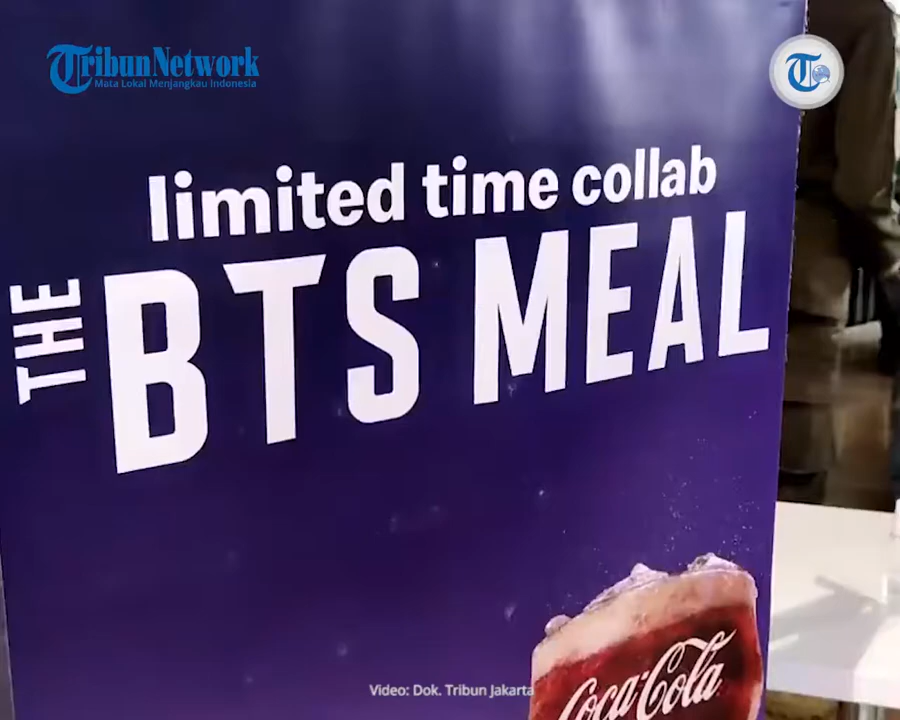 TribunNetwork
Mata Lokal Menjangkau Indonesia
T
limited time collab
THE BTS MEAL
Coca-Cola
Video: Dok. Tribun Jakarta